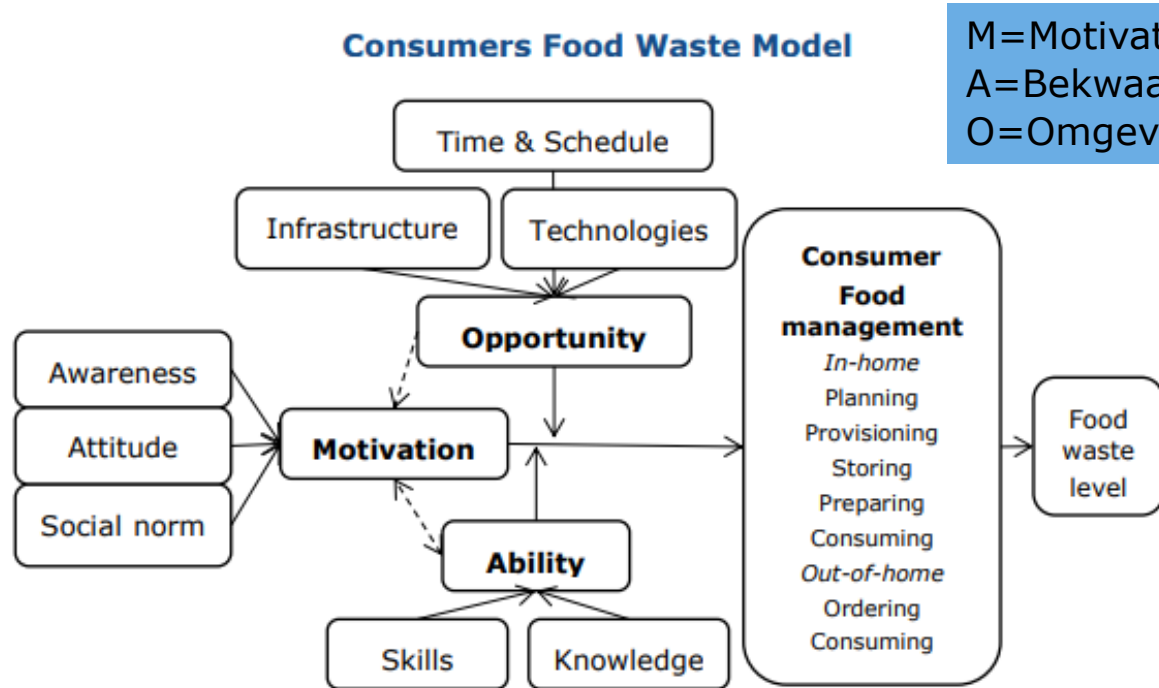 Consumers Food Waste Model
M=Motivat
A=Bekwaa
O=Omgev
Time & Schedule
Infrastructure
Technologies
Opportunity
Awareness
Attitude
Social norm
Motivation
Ability
Skills
Knowledge
Consumer
Food
management
In-home
Planning
Provisioning
Storing
Preparing
Consuming
Out-of-home
Ordering
Consuming
Food
waste
level